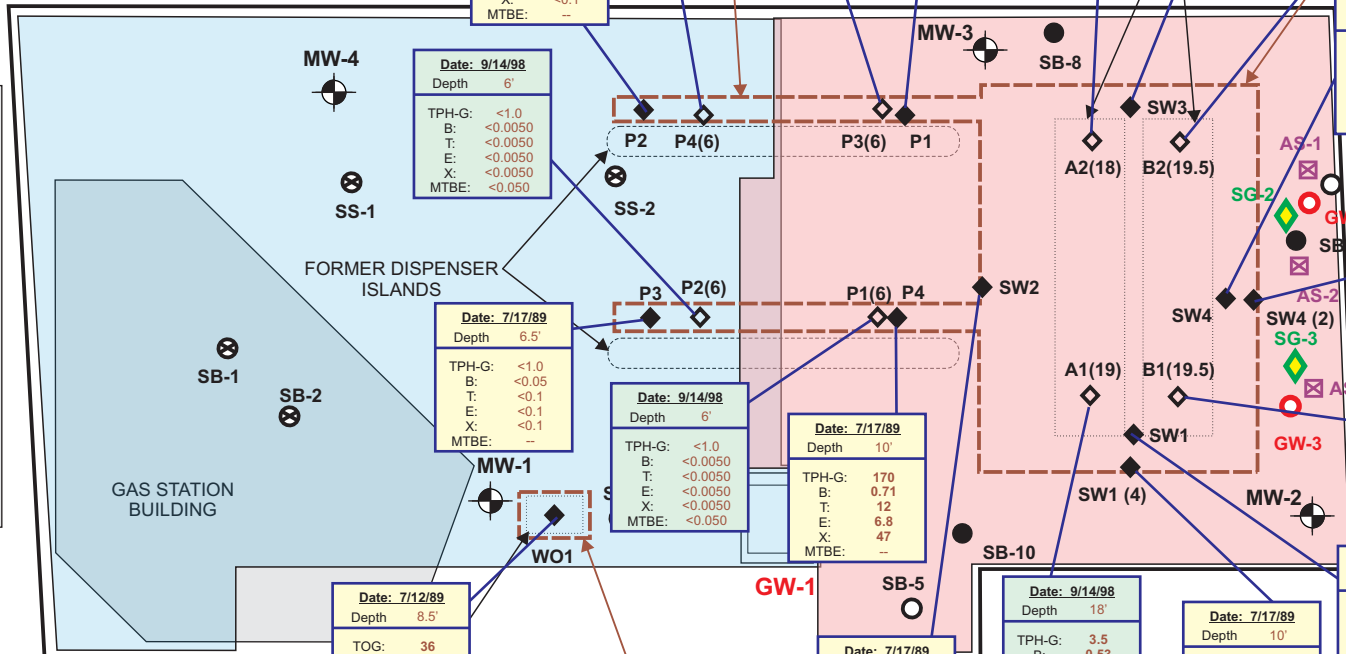 X: <0.1
MTBE: --
MW-4
Date: 9/14/98
Depth 6'
TPH-G: <1.0
B: <0.0050
T: <0.0050
E: <0.0050
X: <0.0050
MTBE: <0.050
P2
P4(6)
P3(6)
P1
MW-3
SB-8
SW3
A2(18)
B2(19.5)
AS-1
SG-2
SS-1
SS-2
FORMER DISPENSER
ISLANDS
P3
P2(6)
P1(6)
P4
SW2
SW4
AS-2
SW4 (2)
SG-3
Date: 7/17/89
Depth 6.5'
TPH-G: <1.0
B: <0.05
T: <0.1
E: <0.1
X: <0.1
MTBE: --
SB-1
SB-2
A1(19)
B1(19.5)
SW1
GW-3
SW1 (4)
MW-2
Date: 9/14/98
Depth 6'
TPH-G: <1.0
B: <0.0050
T: <0.0050
E: <0.0050
X: <0.0050
MTBE: <0.050
Date: 7/17/89
Depth 10'
TPH-G: 170
B: 0.71
T: 12
E: 6.8
X: 47
MTBE: --
MW-1
GAS STATION
BUILDING
WO1
SB-10
GW-1
SB-5
Date: 7/12/89
Depth 8.5'
TOG: 36
Date: 7/17/89
Date: 9/14/98
Depth 18'
TPH-G: 3.5
B: 0.53
Date: 7/17/89
Depth 10'